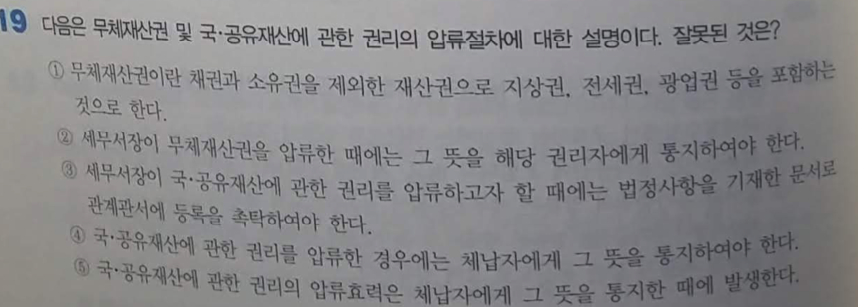 19 다음은 무체재산권 및 국·공유재산에 관한 권리의 압류절차에 대한 설명이다. 잘못된 것은?
① 무체재산권이란 채권과 소유권을 제외한 재산권으로 지상권, 전세권, 광업권 등을 포함하는
것으로 한다.
② 세무서장이 무체재산권을 압류한 때에는 그 뜻을 해당 권리자에게 통지하여야 한다.
③ 세무서장이 국·공유재산에 관한 권리를 압류하고자 할 때에는 법정사항을 기재한 문서로
관계관서에 등록을 촉탁하여야 한다.
④ 국·공유재산에 관한 권리를 압류한 경우에는 체납자에게 그 뜻을 통지하여야 한다.
⑤ 국·공유재산에 관한 권리의 압류효력은 체납자에게 그 뜻을 통지한 때에 발생한다.